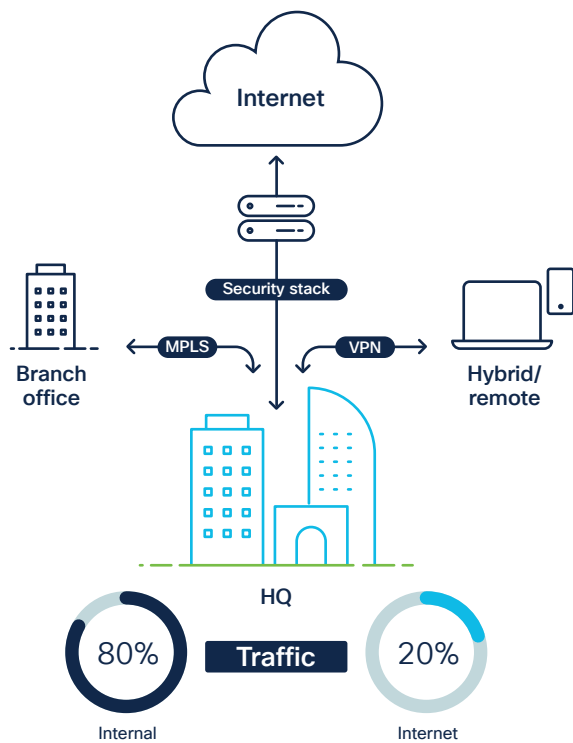 Internet
Security stack
MPLS
VPN
Branch
office
Hybrid/
remote
HQ
80%
Traffic
20%
Internal
Internet